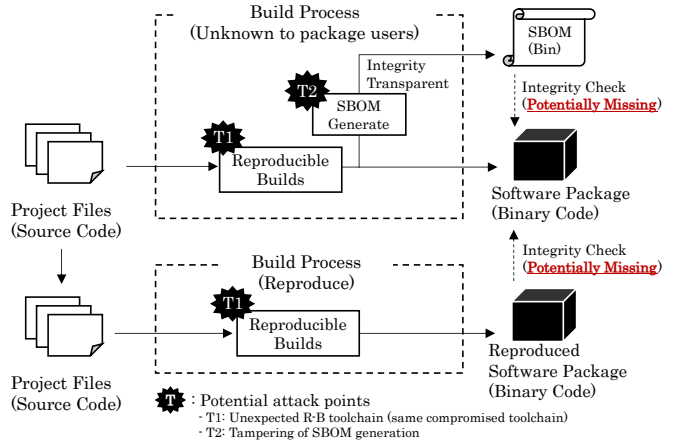 Build Process
(Unknown to package users)
SBOM
(Bin)
Integrity
Transparent
T2
SBOM
Generate
Integrity Check
(Potentially Missing)
T1
Reproducible
Builds
Project Files
(Source Code)
Software Package
(Binary Code)
Integrity Check
(Potentially Missing)
Build Process
(Reproduce)
T1
Reproducible
Builds
Project Files
(Source Code)
Reproduced
Software Package
(Binary Code)
T : Potential attack points
- T1: Unexpected R-B toolchain (same compromised toolchain)
- T2: Tampering of SBOM generation